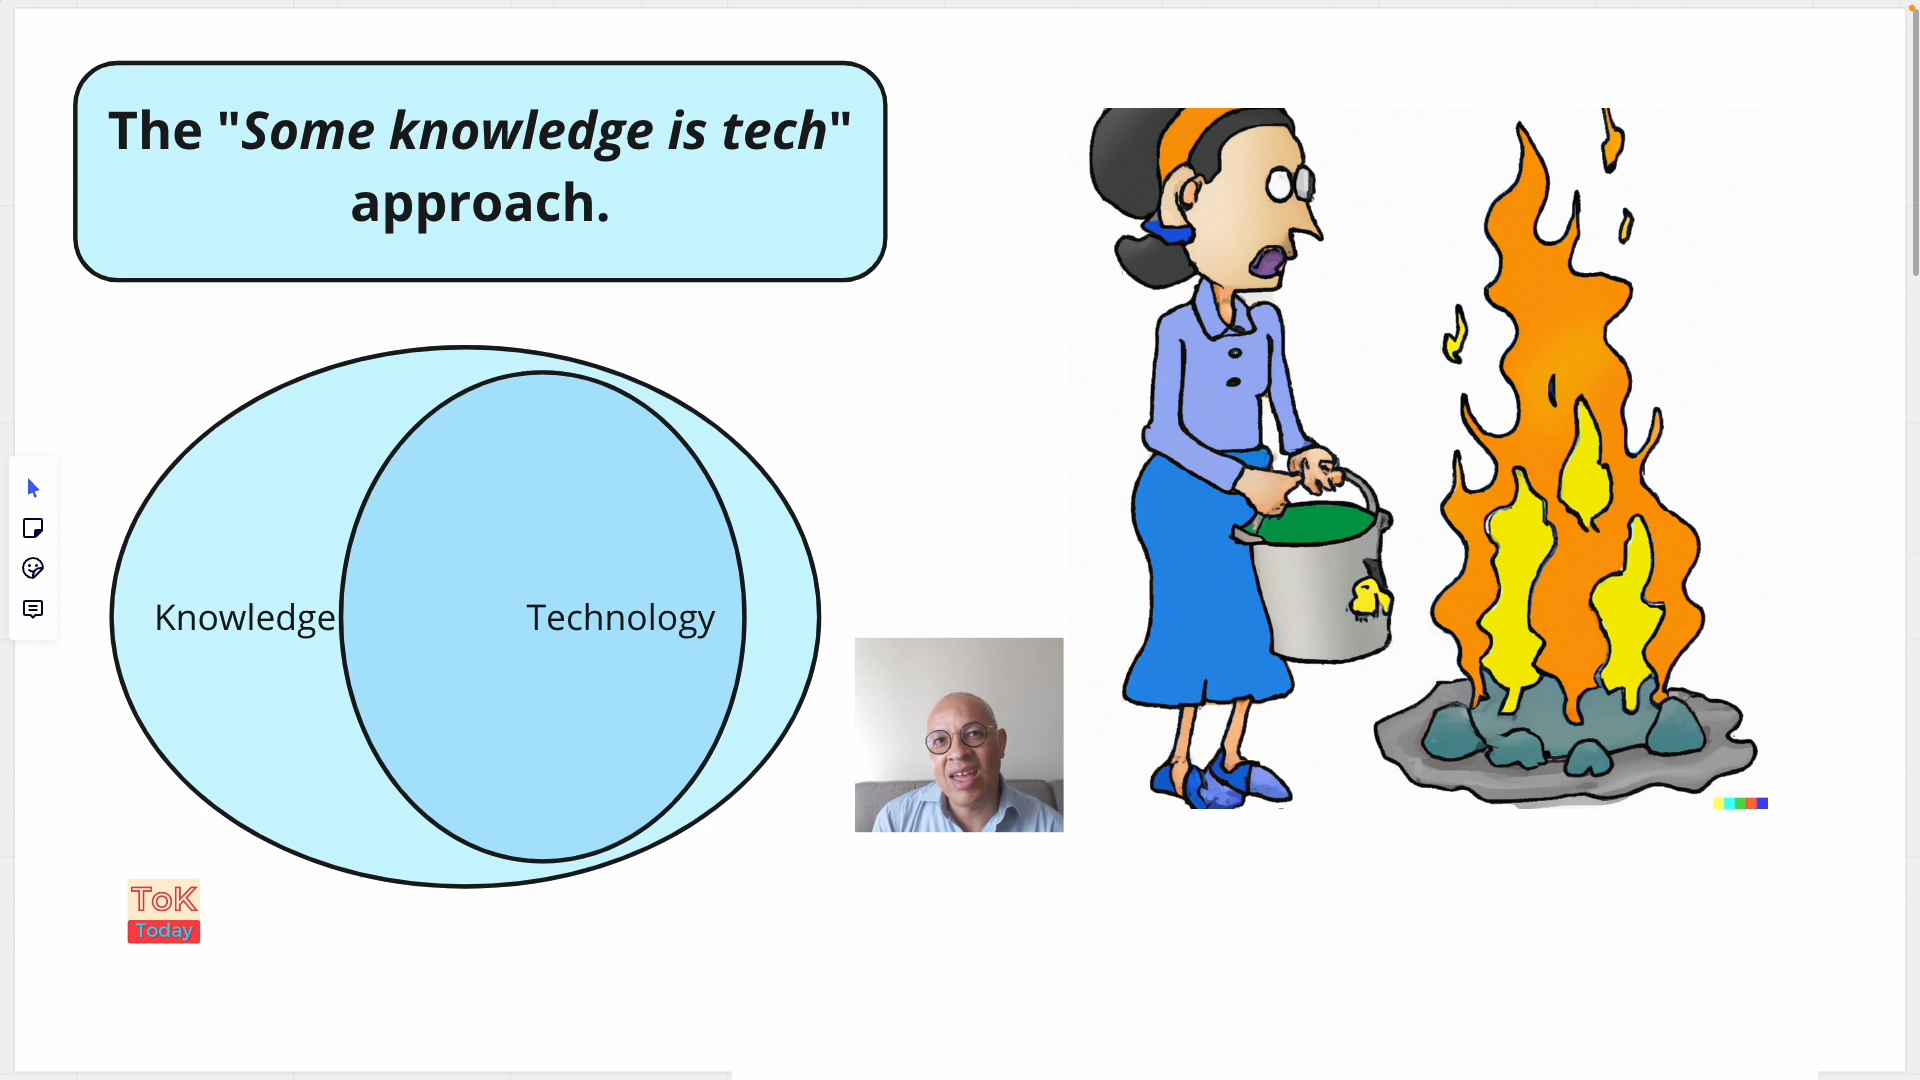 The "Some knowledge is tech"
approach.
Knowledge
Technology
ToK
Today